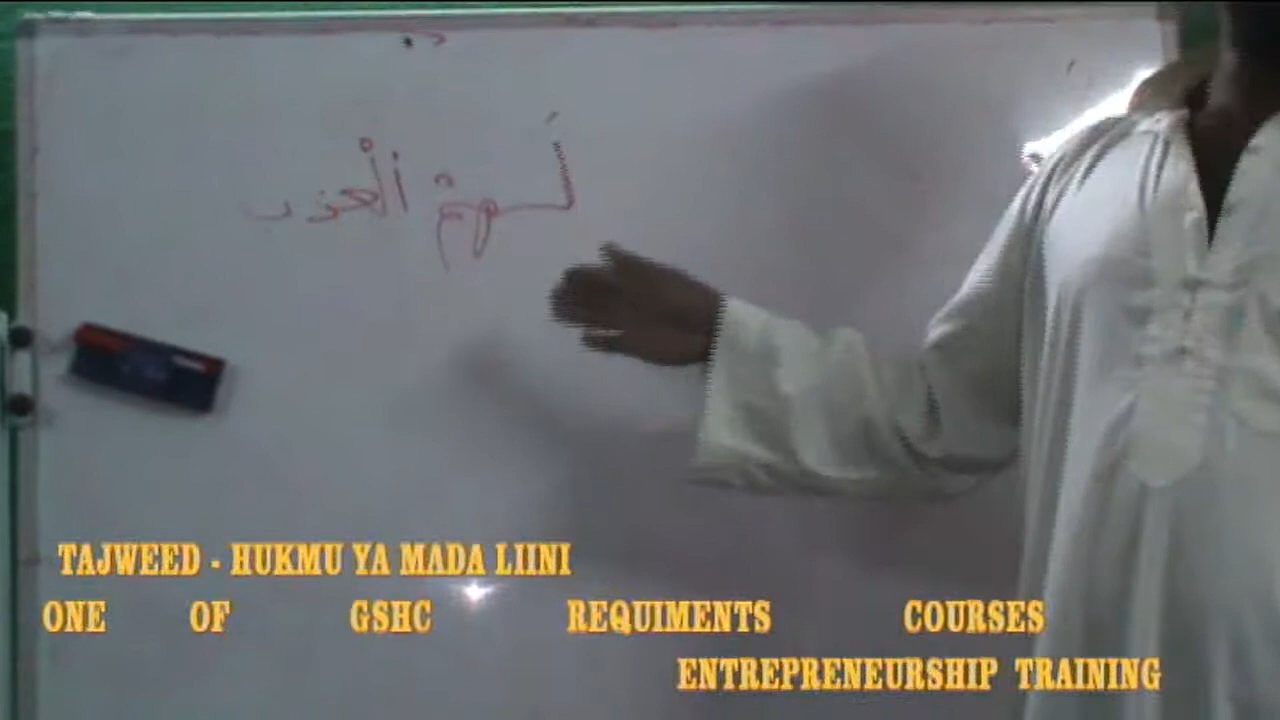 لَهُمْ
TAJWEED - HUKMU YA MADA LIINI
ONE OF GSHC REQUIMENTS COURSES
ENTREPRENEURSHIP TRAINING